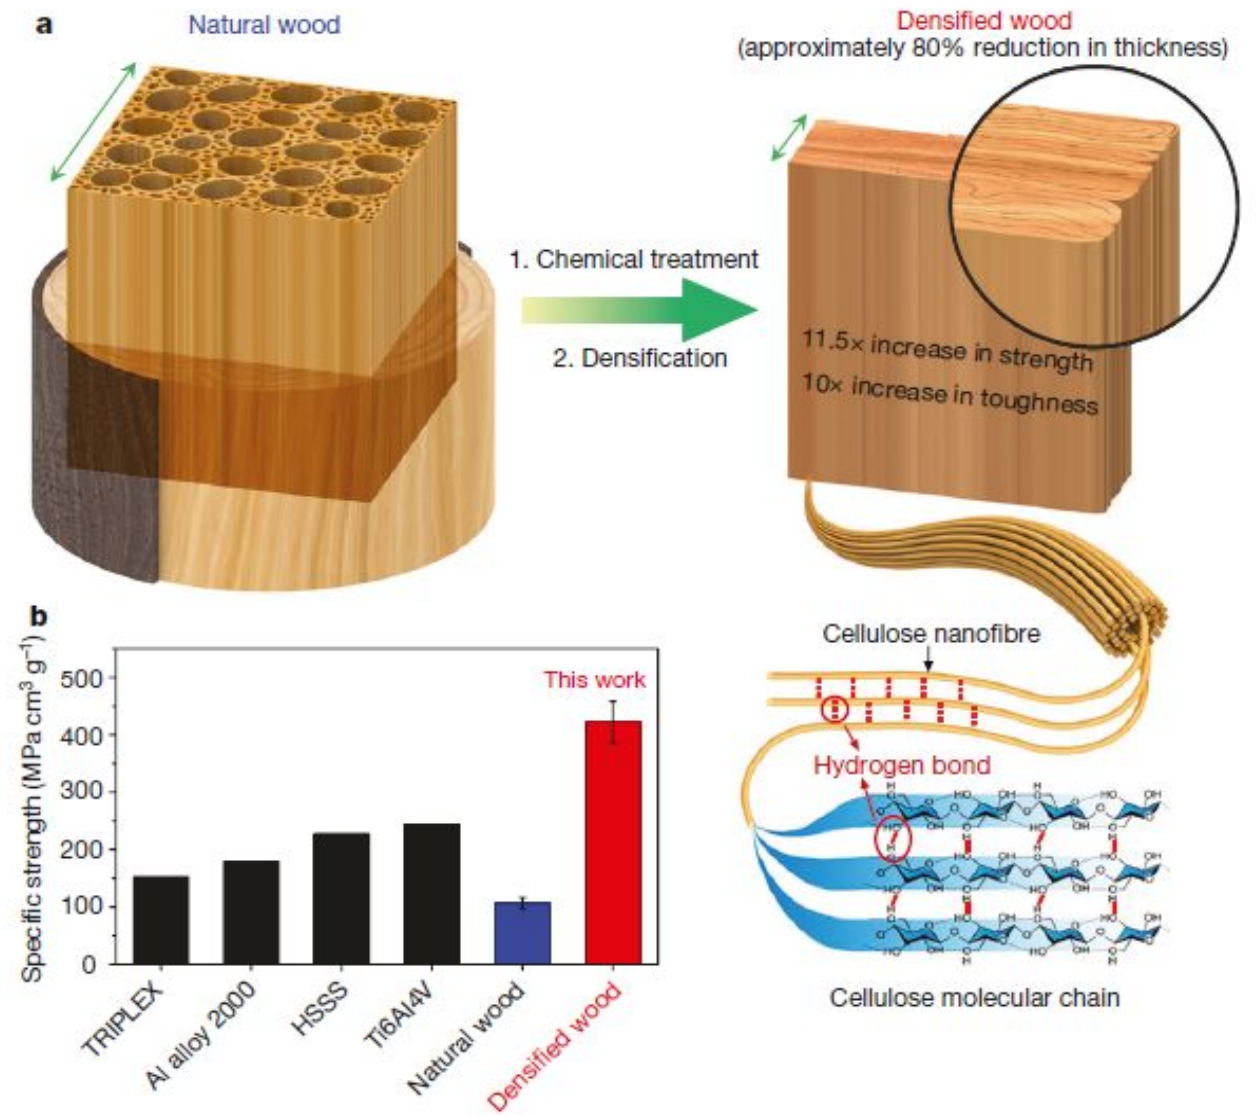 a
Natural wood
Densified wood
(approximately 80% reduction in thickness)
1. Chemical treatment
2. Densification
11.5× increase in strength
10× increase in toughness
Cellulose nanofibre
Hydrogen bond
Cellulose molecular chain
b
Specific strength (MPa cm³ g⁻¹)
500
400
300
200
100
0
This work
TRIPLEX
Al alloy 2000
HSSS
Ti6Al4V
Natural wood
Densified wood